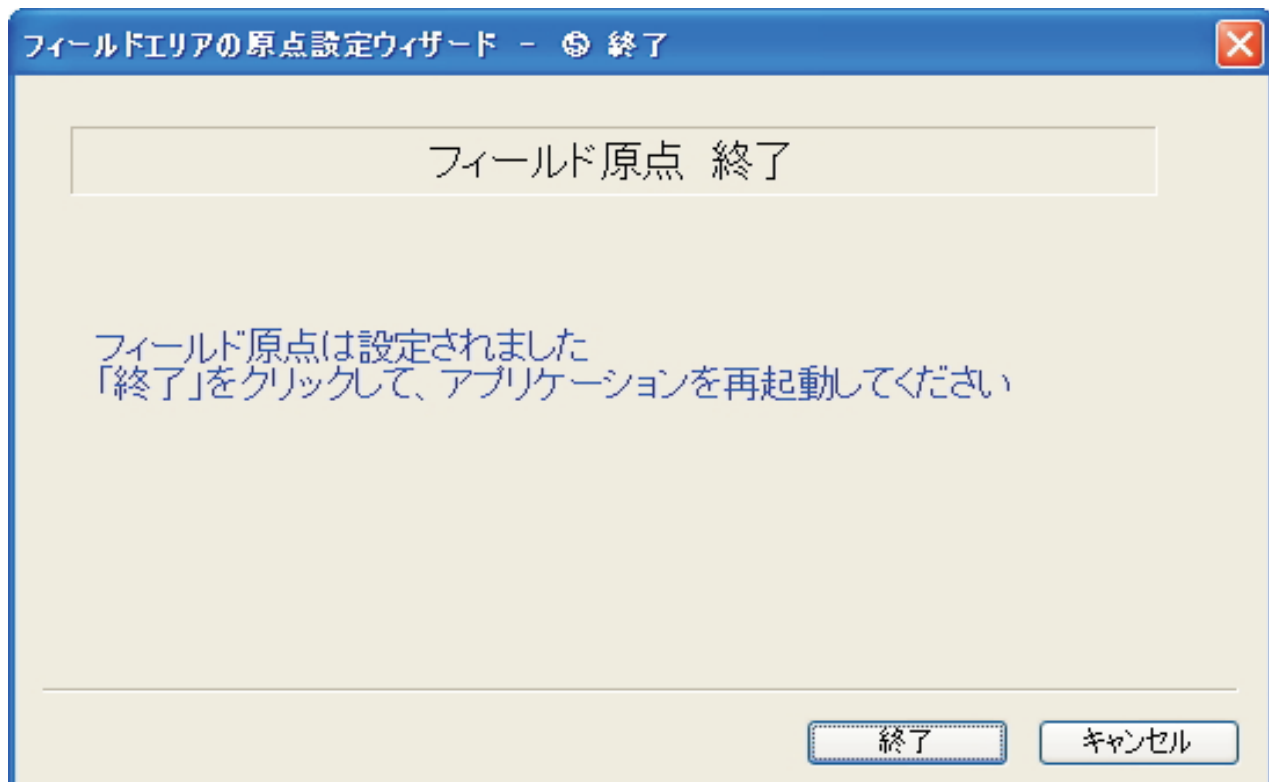 フィールドエリアの原点設定ウィザード - ⑤ 終了
フィールド原点 終了
フィールド原点は設定されました
「終了」をクリックして、アプリケーションを再起動してください
終了
キャンセル